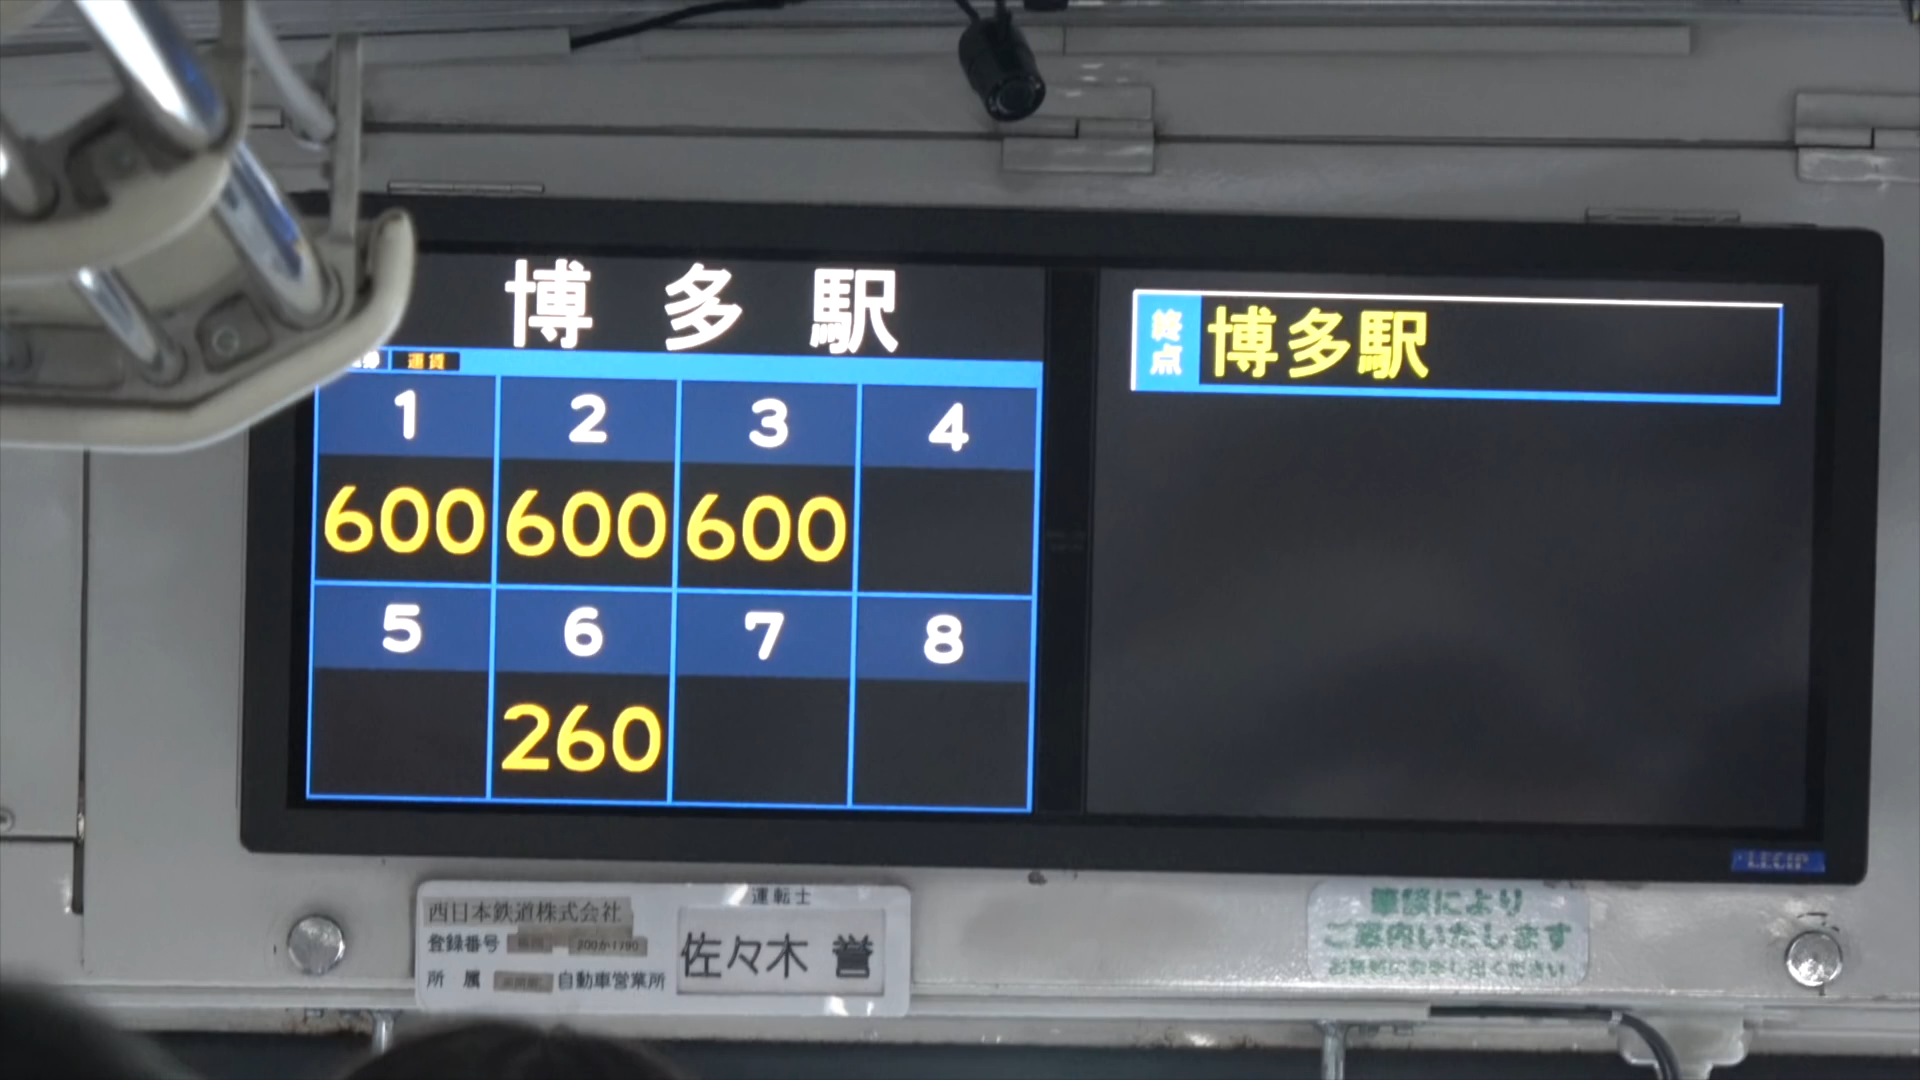 博多駅
運賃
1 2 3 4
600 600 600
5 6 7 8
260
終点 博多駅
LECIP
西日本鉄道株式会社
登録番号
所属 自動車営業所
運転士
佐々木 誉
筆談により
ご案内いたします